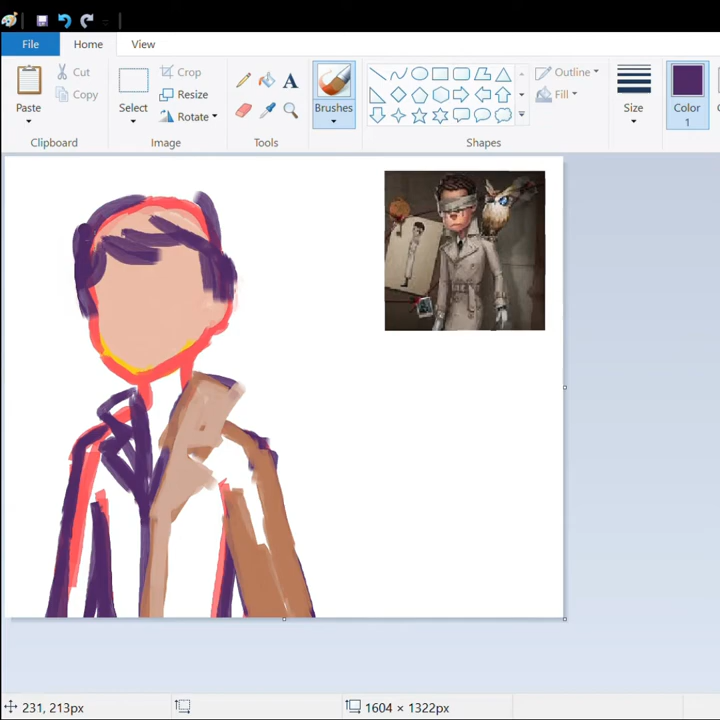 File Home View
Paste
Cut
Copy
Clipboard
Select
Crop
Resize
Rotate
Image
A
Tools
Brushes
Shapes
Outline
Fill
Size
Color
1
231, 213px
1604 × 1322px